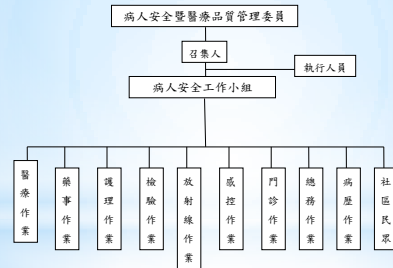 病人安全暨醫療品質管理委員
召集人
執行人員
病人安全工作小組
醫療作業
藥事作業
護理作業
檢驗作業
放射線作業
感控作業
門診作業
總務作業
病歷作業
社區民眾